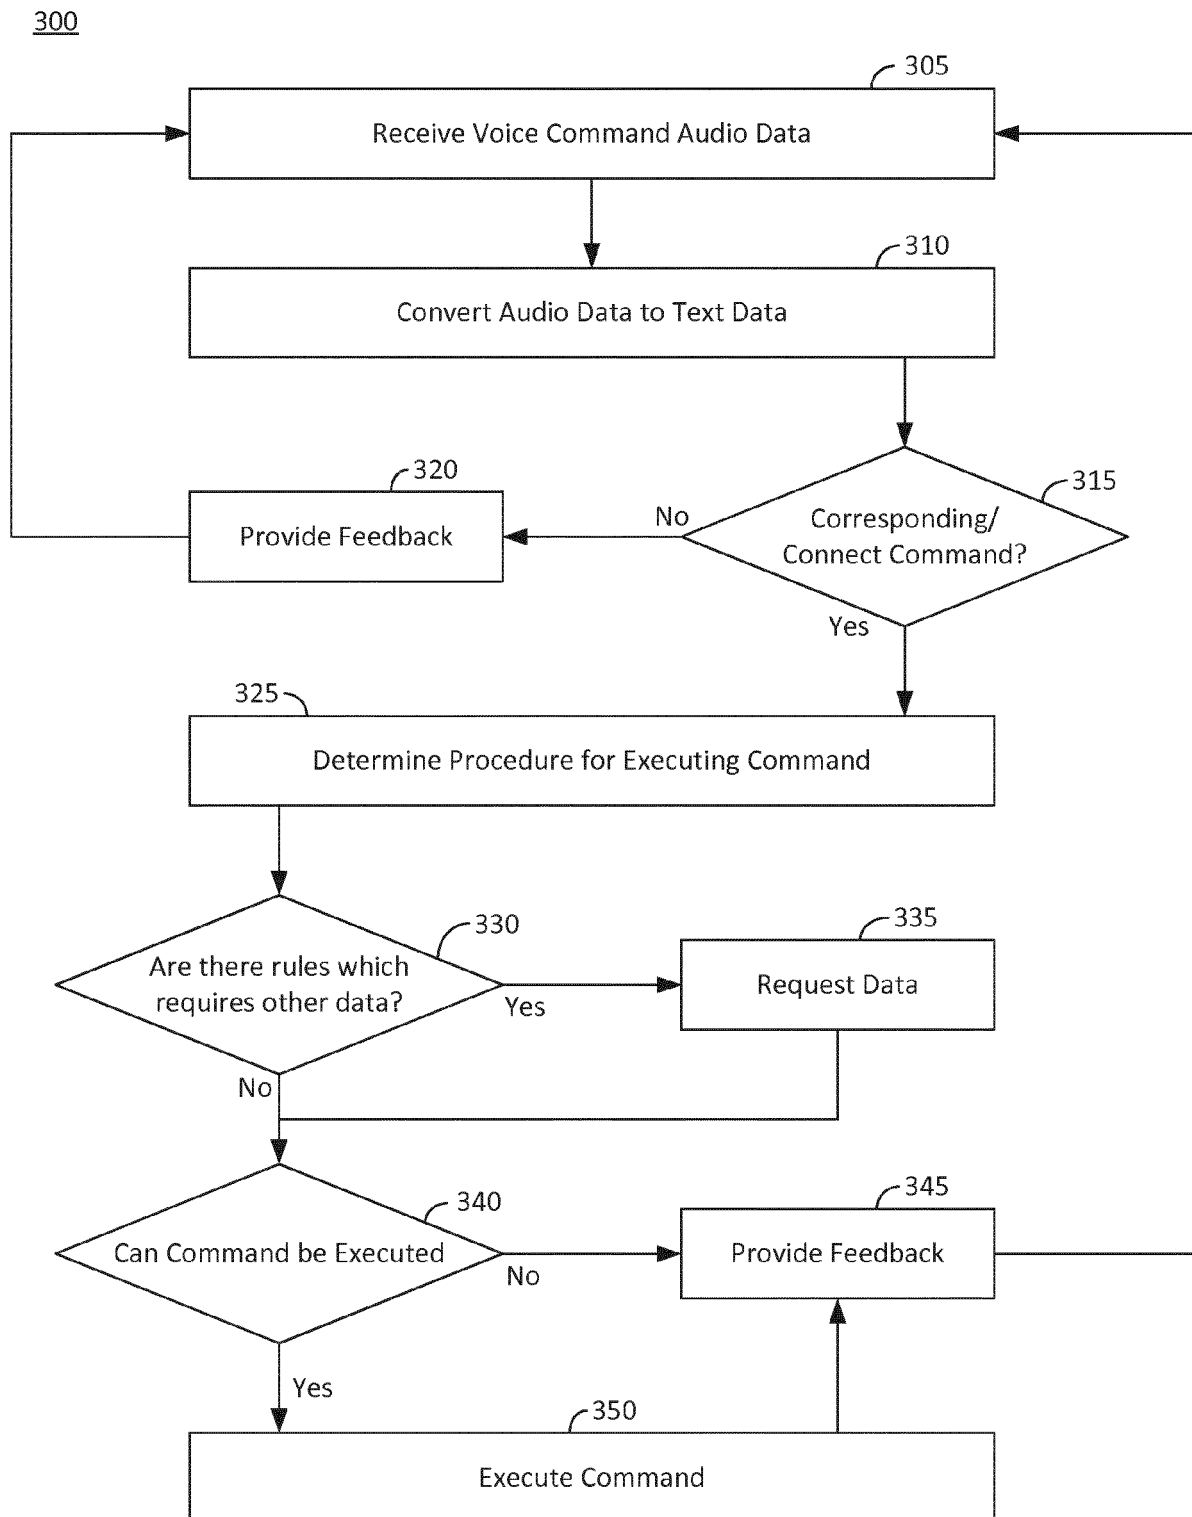 300
305
Receive Voice Command Audio Data
310
Convert Audio Data to Text Data
315
Corresponding/
Connect Command?
No
320
Provide Feedback
Yes
325
Determine Procedure for Executing Command
330
Are there rules which
requires other data?
Yes
335
Request Data
No
340
Can Command be Executed
No
345
Provide Feedback
Yes
350
Execute Command